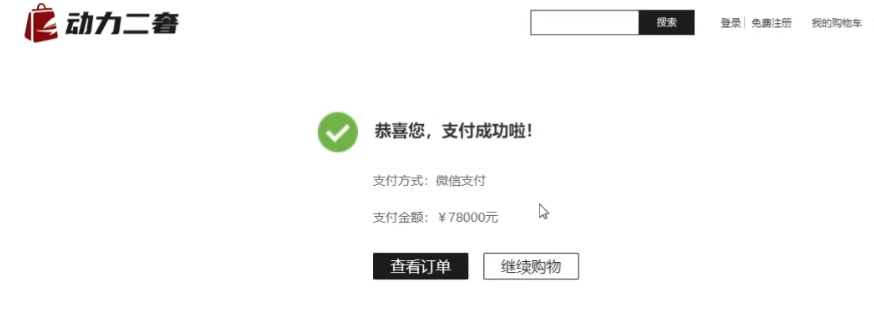 动力二奢
搜索
登录 | 免费注册 我的购物车
恭喜您，支付成功啦！
支付方式：微信支付
支付金额：￥78000元
查看订单 继续购物